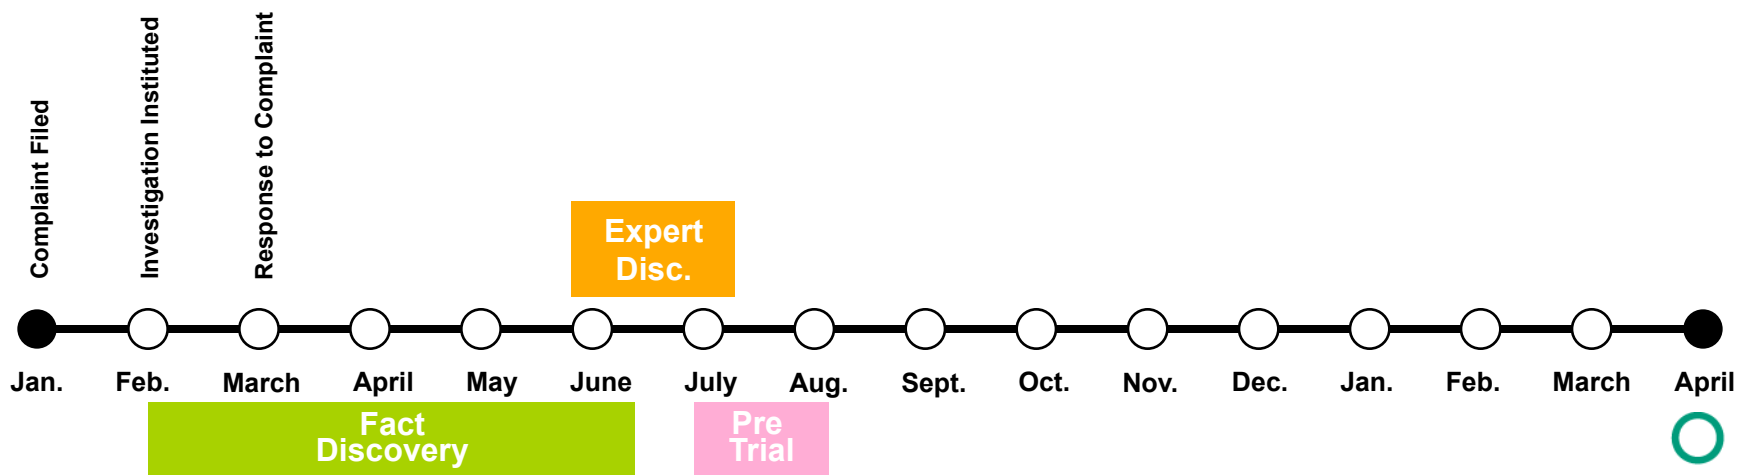 Complaint Filed
Investigation Instituted
Response to Complaint
Expert
Disc.
Jan.
Feb.
March
April
May
June
July
Aug.
Sept.
Oct.
Nov.
Dec.
Jan.
Feb.
March
April
Fact
Discovery
Pre
Trial